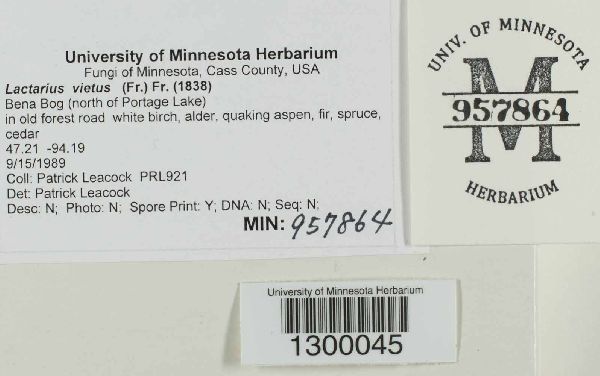 University of Minnesota Herbarium
Fungi of Minnesota, Cass County, USA
Lactarius vietus (Fr.) Fr. (1838)
Bena Bog (north of Portage Lake)
in old forest road white birch, alder, quaking aspen, fir, spruce,
cedar
47.21 -94.19
9/15/1989
Coll: Patrick Leacock PRL921
Det: Patrick Leacock
Desc: N; Photo: N; Spore Print: Y; DNA: N; Seq: N;
MIN: 957864
UNIV. OF MINNESOTA
M
957864
HERBARIUM
University of Minnesota Herbarium
1300045